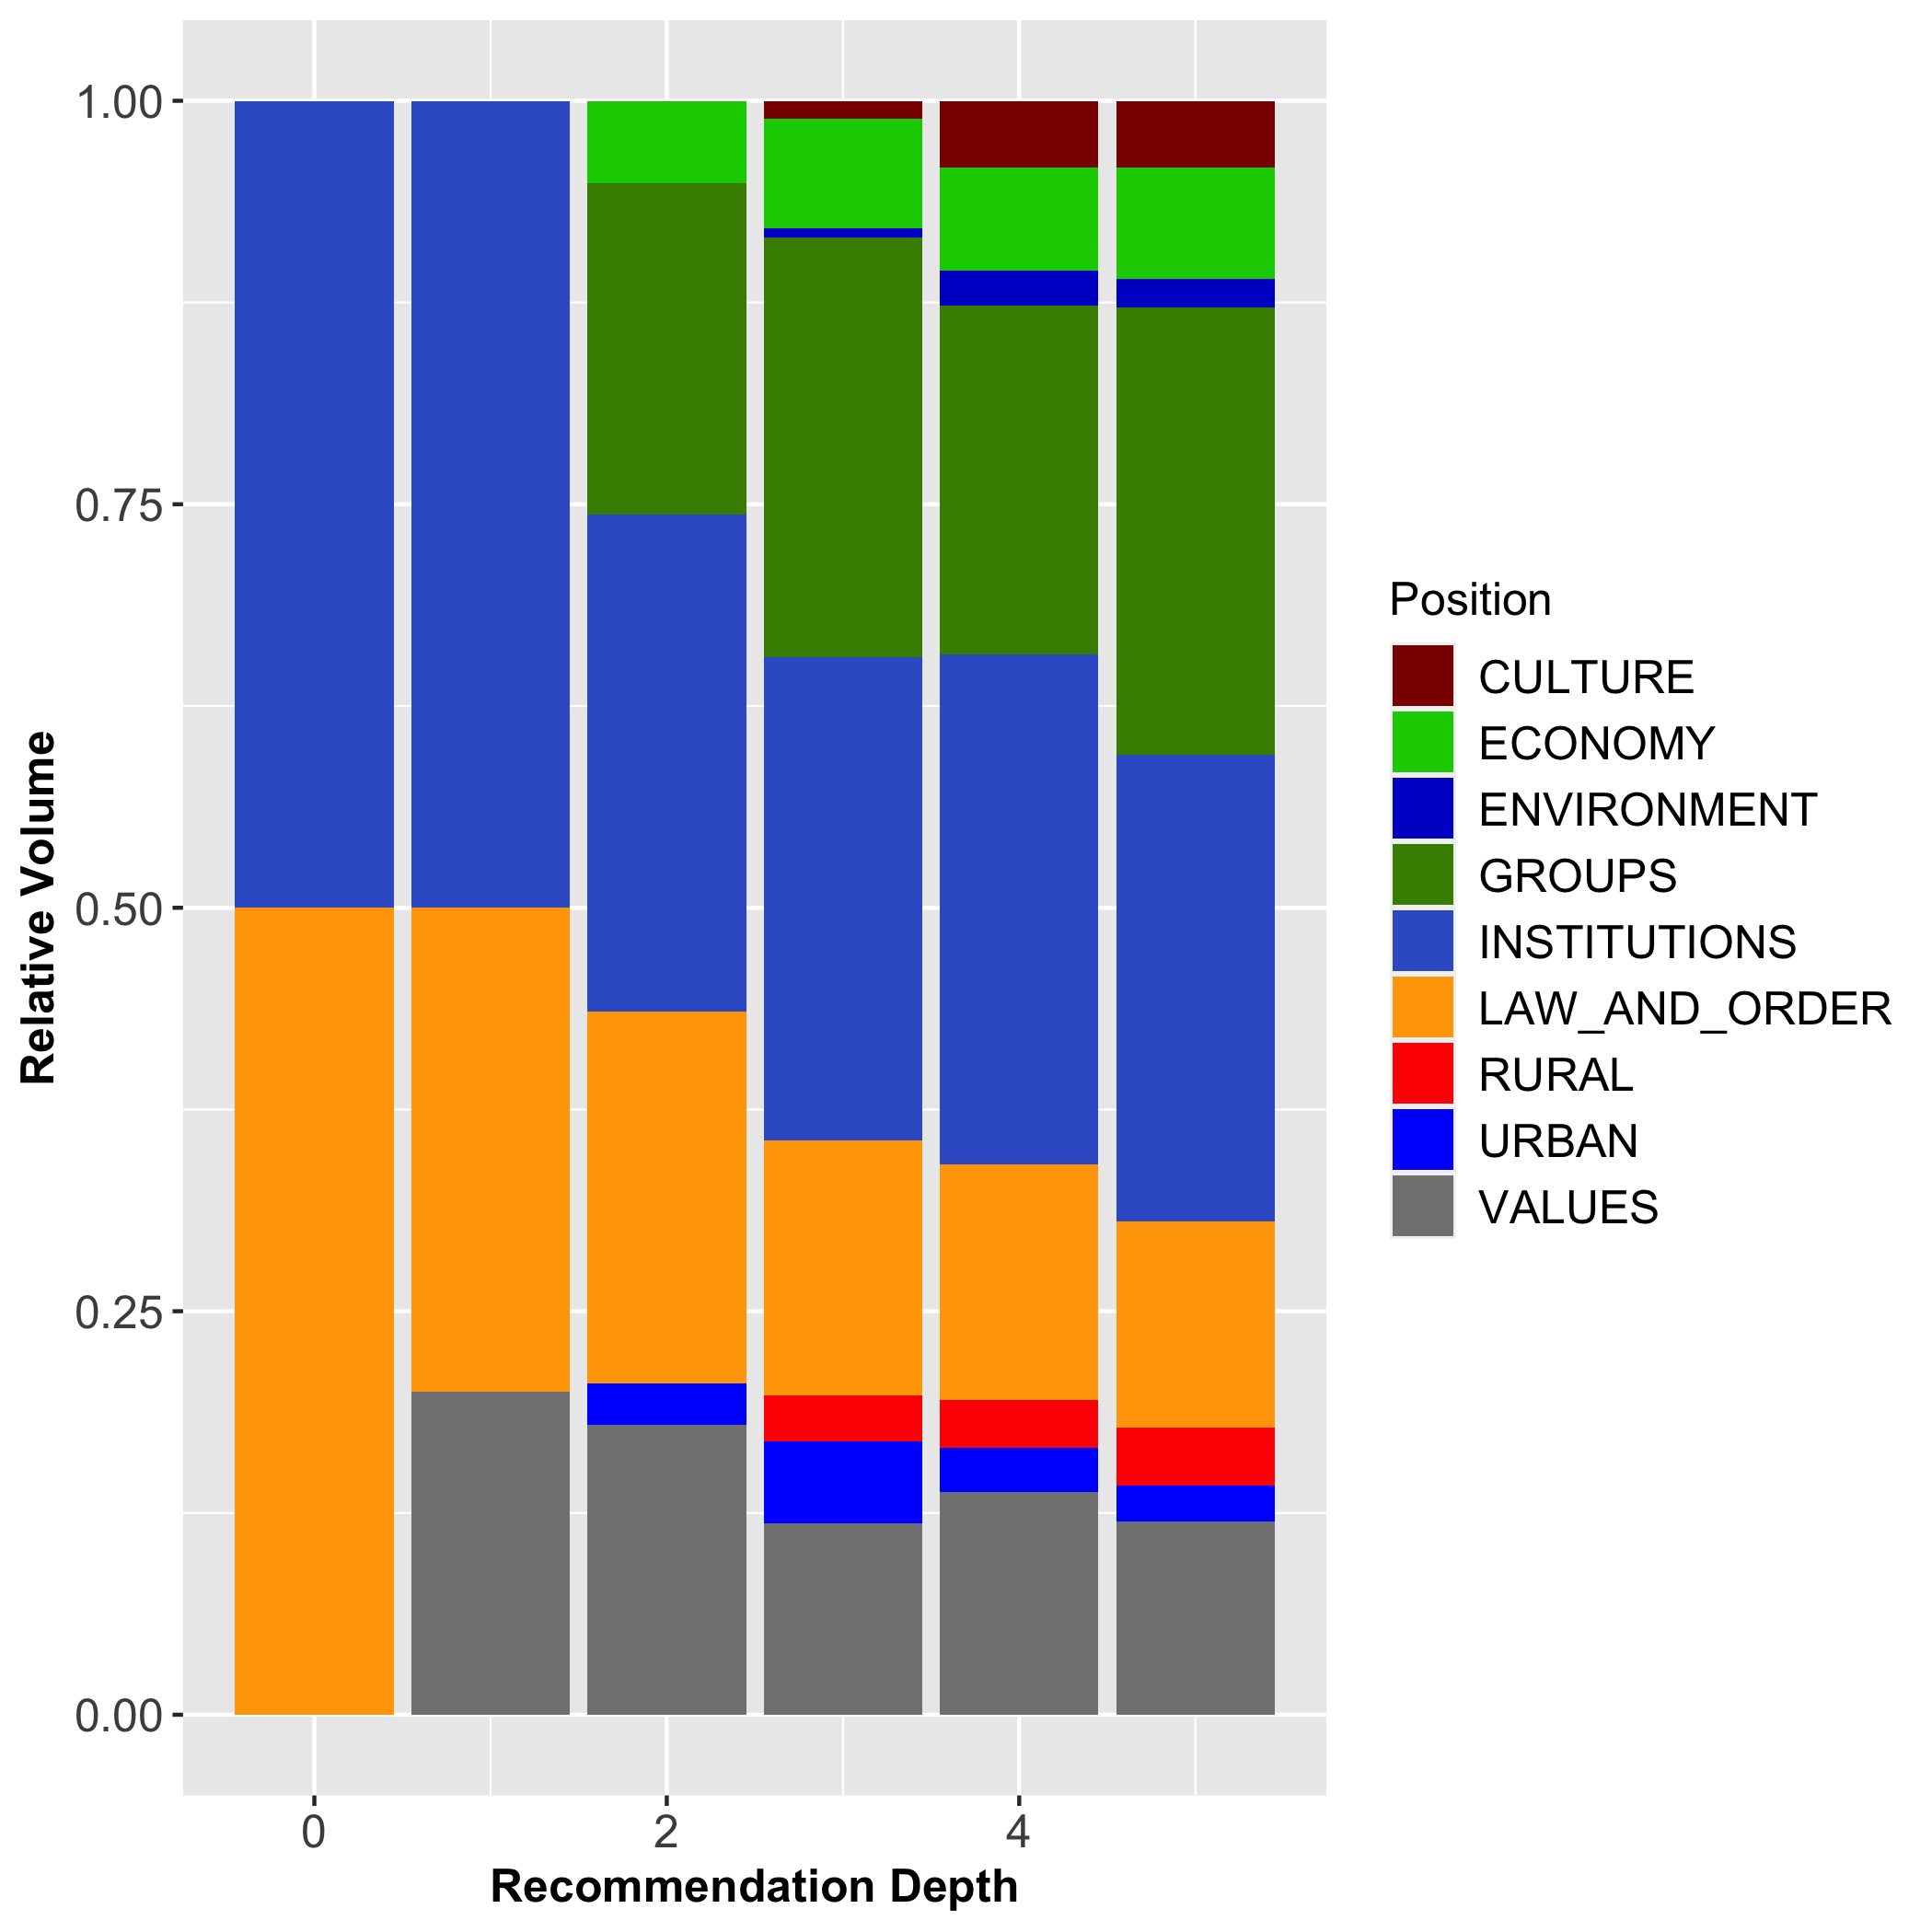 1.00
0.75
0.50
0.25
0.00
Relative Volume
0
2
4
Recommendation Depth
Position
CULTURE
ECONOMY
ENVIRONMENT
GROUPS
INSTITUTIONS
LAW_AND_ORDER
RURAL
URBAN
VALUES